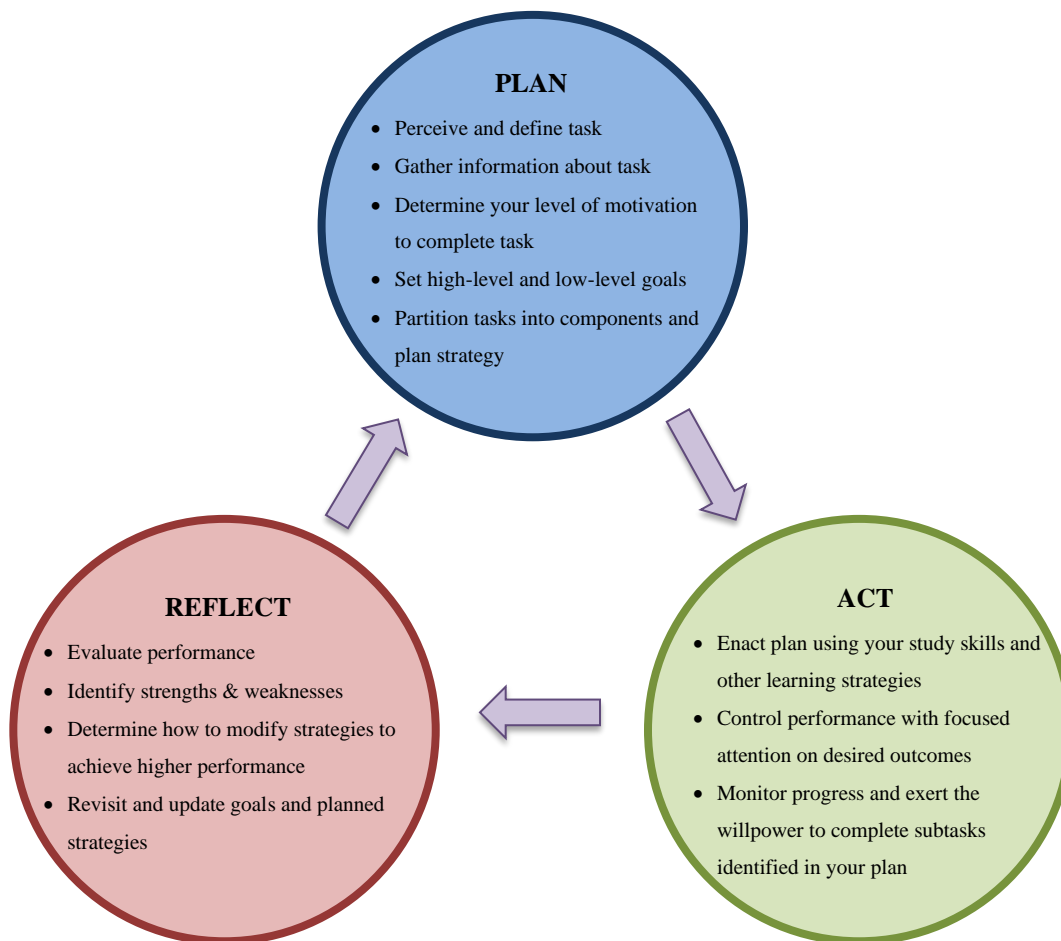 PLAN
• Perceive and define task
• Gather information about task
• Determine your level of motivation
to complete task
• Set high-level and low-level goals
• Partition tasks into components and
plan strategy
REFLECT
• Evaluate performance
• Identify strengths & weaknesses
• Determine how to modify strategies to
achieve higher performance
• Revisit and update goals and planned
strategies
ACT
• Enact plan using your study skills and
other learning strategies
• Control performance with focused
attention on desired outcomes
• Monitor progress and exert the
willpower to complete subtasks
identified in your plan